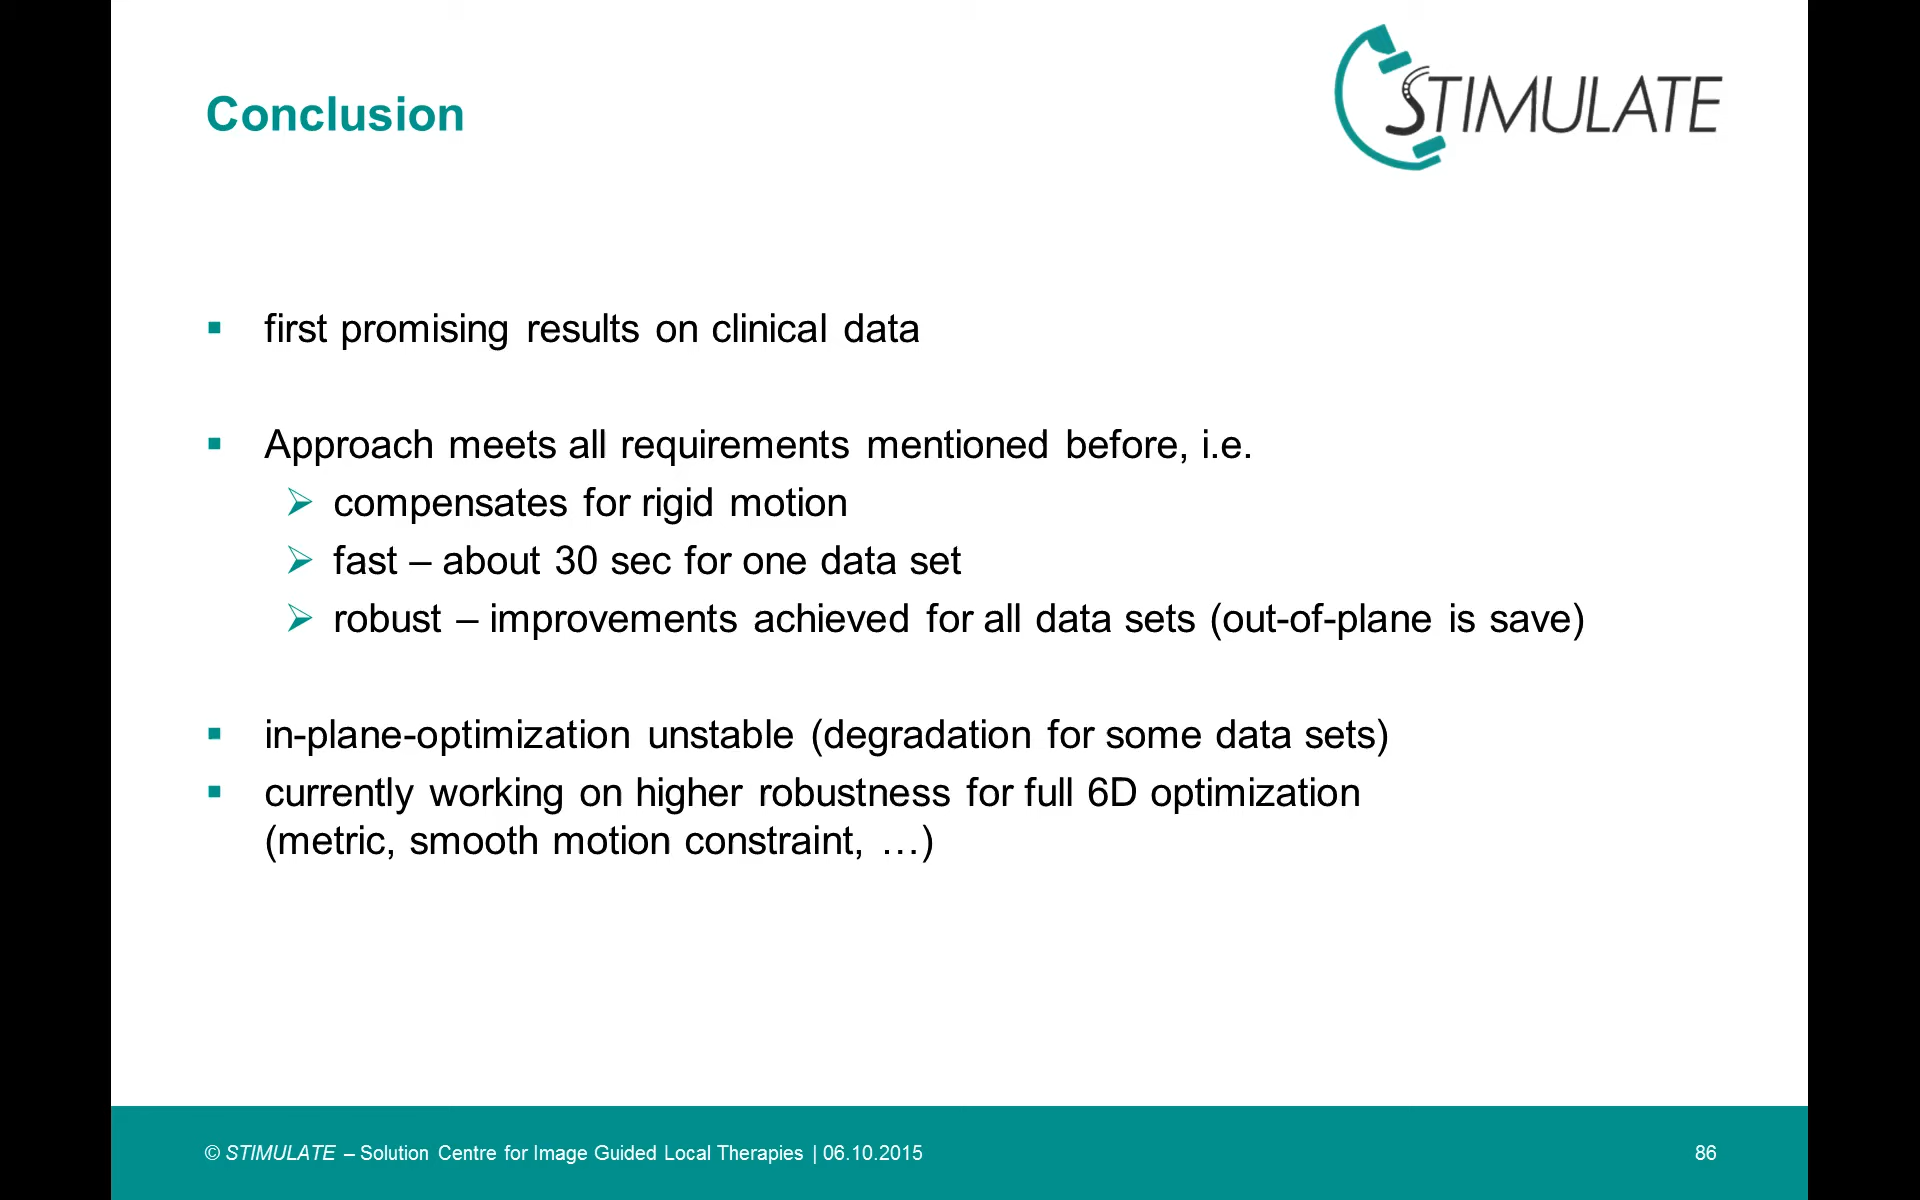 STIMULATE
Conclusion
first promising results on clinical data
Approach meets all requirements mentioned before, i.e.
compensates for rigid motion
fast – about 30 sec for one data set
robust – improvements achieved for all data sets (out-of-plane is save)
in-plane-optimization unstable (degradation for some data sets)
currently working on higher robustness for full 6D optimization
(metric, smooth motion constraint, …)
© STIMULATE – Solution Centre for Image Guided Local Therapies | 06.10.2015
86